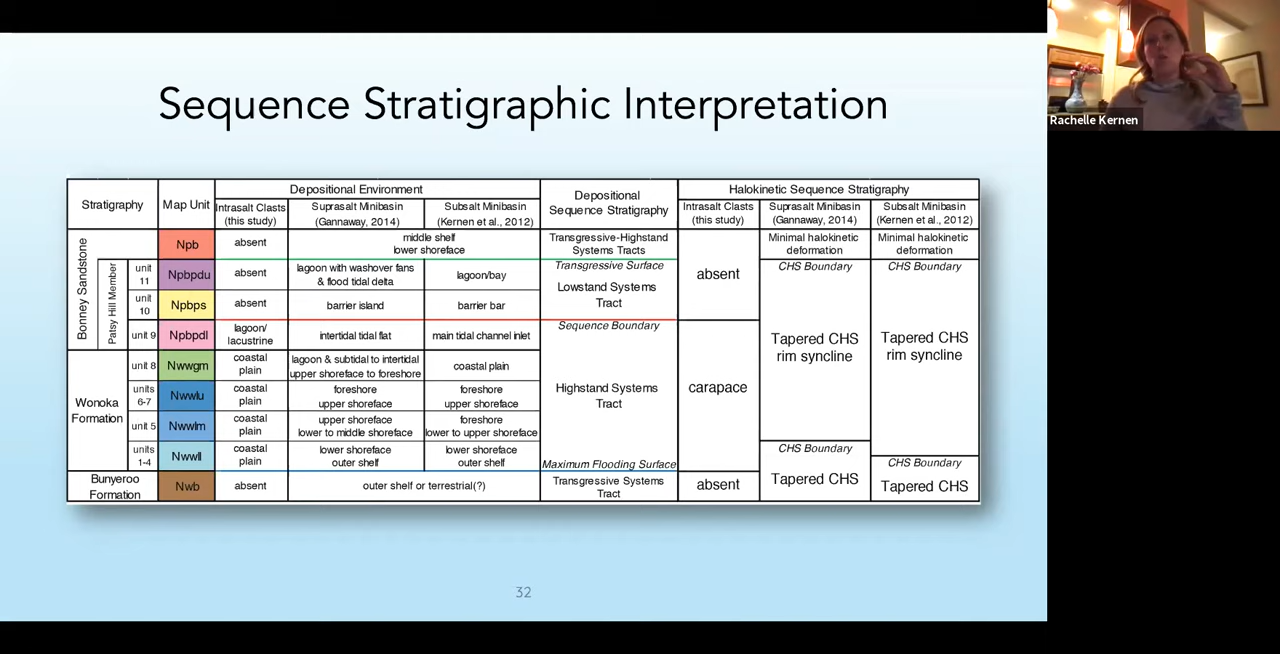 Sequence Stratigraphic Interpretation
Rachelle Kernen
Stratigraphy
Map Unit
Depositional Environment
Intrasalt Clasts
(this study)
Suprasalt Minibasin
(Gannaway, 2014)
Subsalt Minibasin
(Kernen et al., 2012)
Depositional
Sequence Stratigraphy
Halokinetic Sequence Stratigraphy
Intrasalt Clasts
(this study)
Suprasalt Minibasin
(Gannaway, 2014)
Subsalt Minibasin
(Kernen et al., 2012)
Bonney Sandstone
Npb
absent
middle shelf
lower shoreface
Transgressive-Highstand
Systems Tracts
absent
Minimal halokinetic
deformation
Minimal halokinetic
deformation
Patsy Hill Member
unit
11
Npbpdu
absent
lagoon with washover fans
& flood tidal delta
lagoon/bay
Transgressive Surface
Lowstand Systems
Tract
CHS Boundary
CHS Boundary
unit
10
Npbps
absent
barrier island
barrier bar
unit 9
Npbpdl
lagoon/
lacustrine
intertidal tidal flat
main tidal channel inlet
Sequence Boundary
Tapered CHS
rim syncline
Tapered CHS
rim syncline
Wonoka
Formation
unit 8
Nwwgm
coastal
plain
lagoon & subtidal to intertidal
upper shoreface to foreshore
coastal plain
Highstand Systems
Tract
carapace
units
6-7
Nwwlu
coastal
plain
foreshore
upper shoreface
foreshore
upper shoreface
unit 5
Nwwlm
coastal
plain
upper shoreface
lower to middle shoreface
foreshore
lower to upper shoreface
units
1-4
Nwwll
coastal
plain
lower shoreface
outer shelf
lower shoreface
outer shelf
Maximum Flooding Surface
CHS Boundary
CHS Boundary
Bunyeroo
Formation
Nwb
absent
outer shelf or terrestrial(?)
Transgressive Systems
Tract
absent
Tapered CHS
Tapered CHS
32